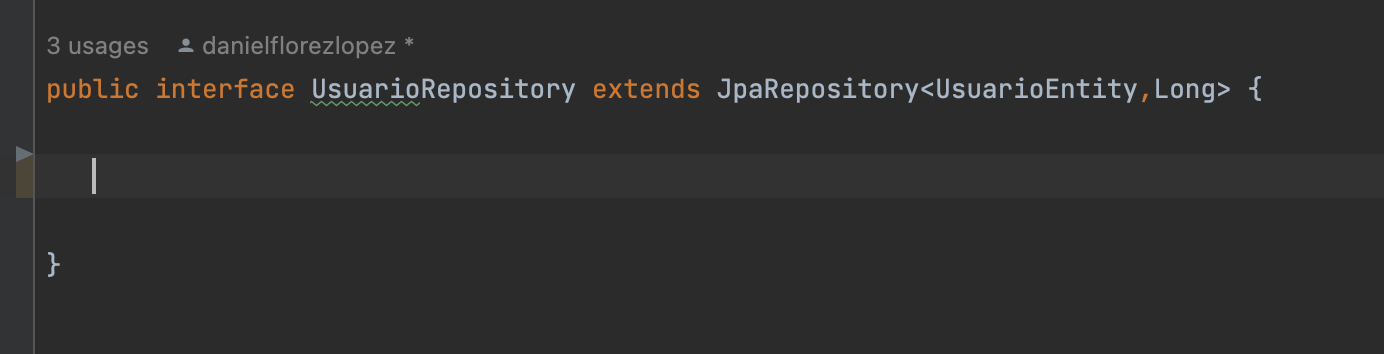 3 usages danielflorezlopez *
public interface UsuarioRepository extends JpaRepository<UsuarioEntity,Long> {
}